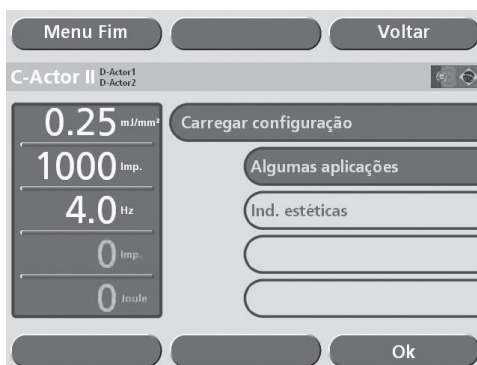 Menu Fim Voltar
C-Actor II D-Actor1
D-Actor2
0.25 mJ/mm²
1000 Imp.
4.0 Hz
0 Imp.
0 Joule
Carregar configuração
Algumas aplicações
Ind. estéticas
Ok